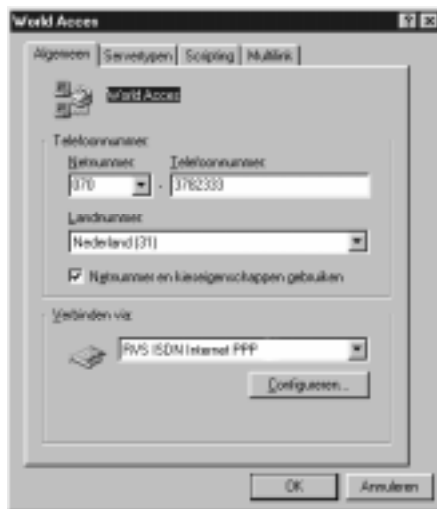 World Acces
Algemeen Servertypen Scripting Multilink
World Acces
Telefoonnummer:
Netnummer: Telefoonnummer:
070 - 3782333
Landnummer:
Nederland (31)
Netnummer en kieseigenschappen gebruiken
Verbinden via:
RVS ISDN Internet PPP
Configureren...
OK Annuleren